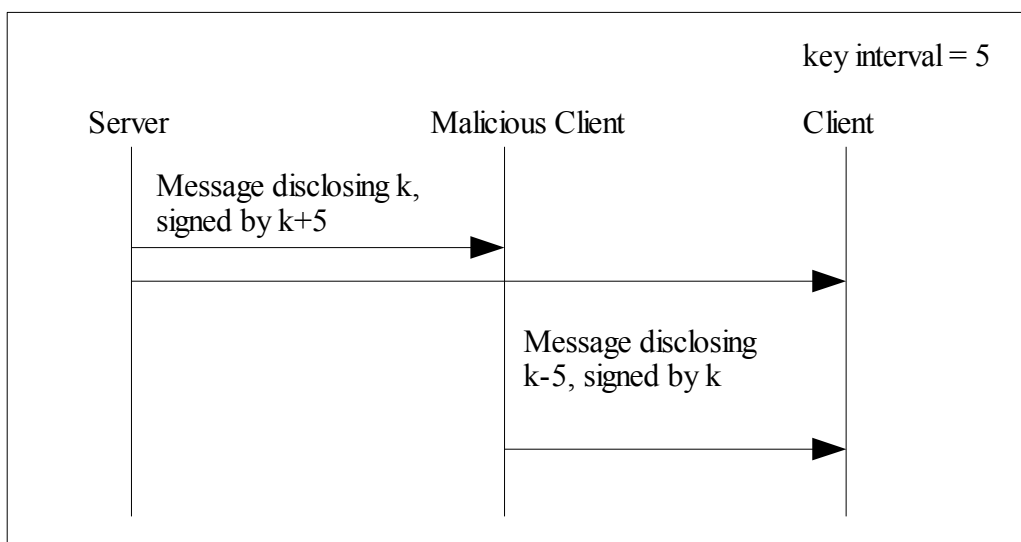 key interval = 5
Server
Malicious Client
Client
Message disclosing k,
signed by k+5
Message disclosing
k-5, signed by k